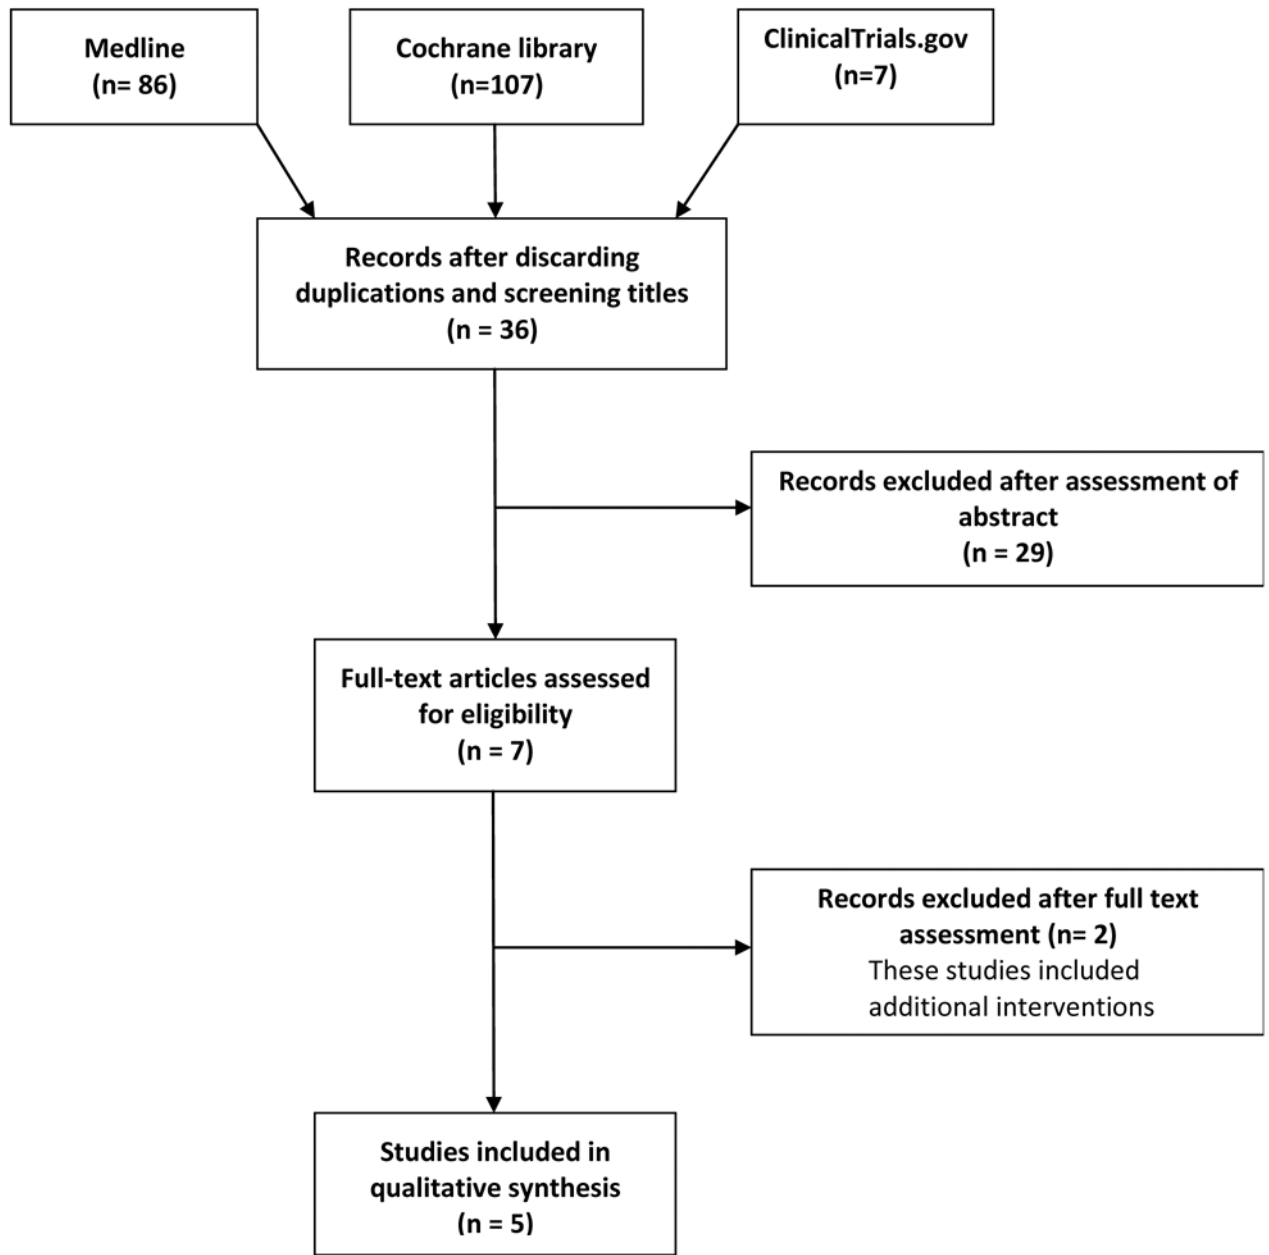 Medline
(n= 86)
Cochrane library
(n=107)
ClinicalTrials.gov
(n=7)
Records after discarding
duplications and screening titles
(n = 36)
Records excluded after assessment of
abstract
(n = 29)
Full-text articles assessed
for eligibility
(n = 7)
Records excluded after full text
assessment (n= 2)
These studies included
additional interventions
Studies included in
qualitative synthesis
(n = 5)